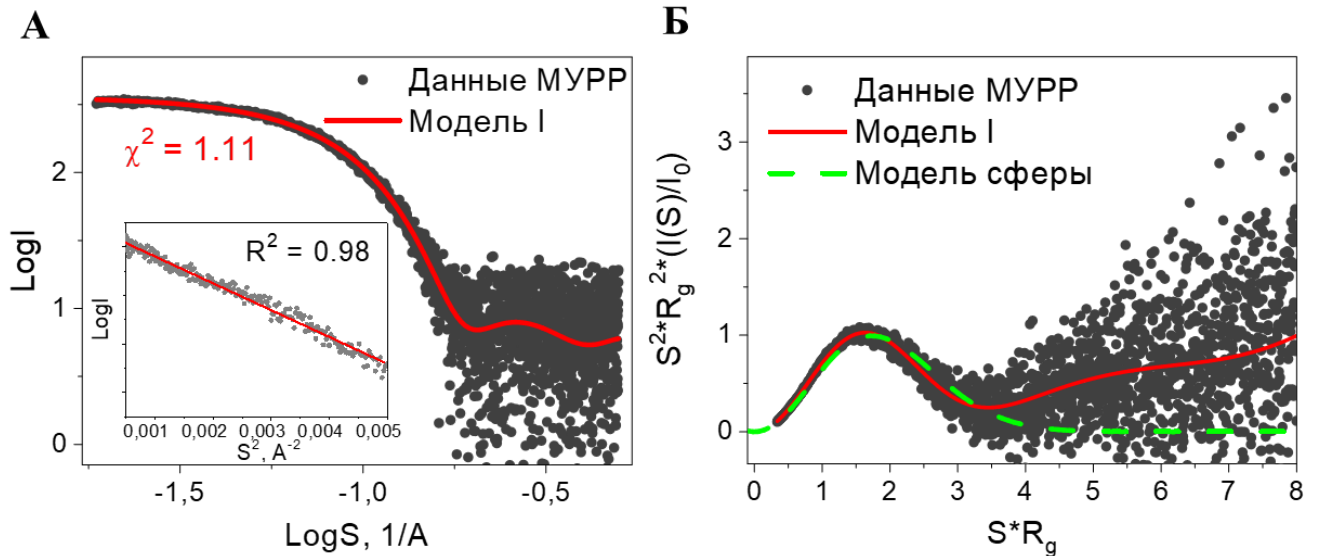 А
Данные МУРР
Модель I
χ² = 1.11
R² = 0.98
LogI
S², A⁻²
0,001 0,002 0,003 0,004 0,005
LogI
2
1
0
-1,5 -1,0 -0,5
LogS, 1/A
Б
Данные МУРР
Модель I
Модель сферы
S²*Rg²*(I(S)/I₀)
3
2
1
0
0 1 2 3 4 5 6 7 8
S*Rg